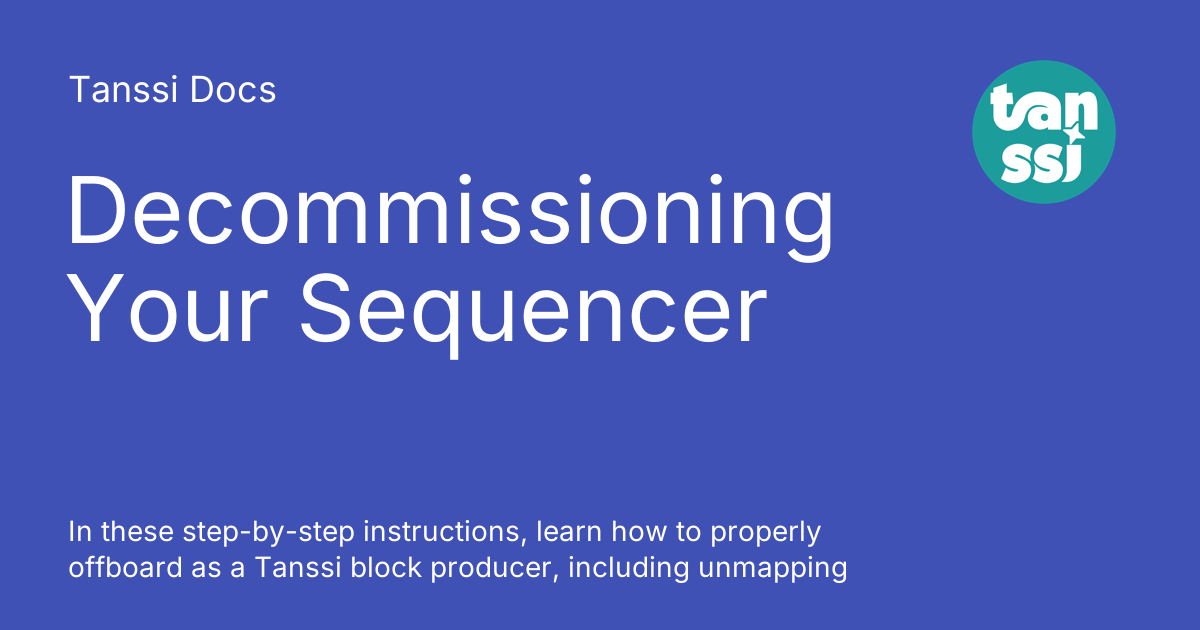 Tanssi Docs
tan
ssi
Decommissioning
Your Sequencer
In these step-by-step instructions, learn how to properly
offboard as a Tanssi block producer, including unmapping